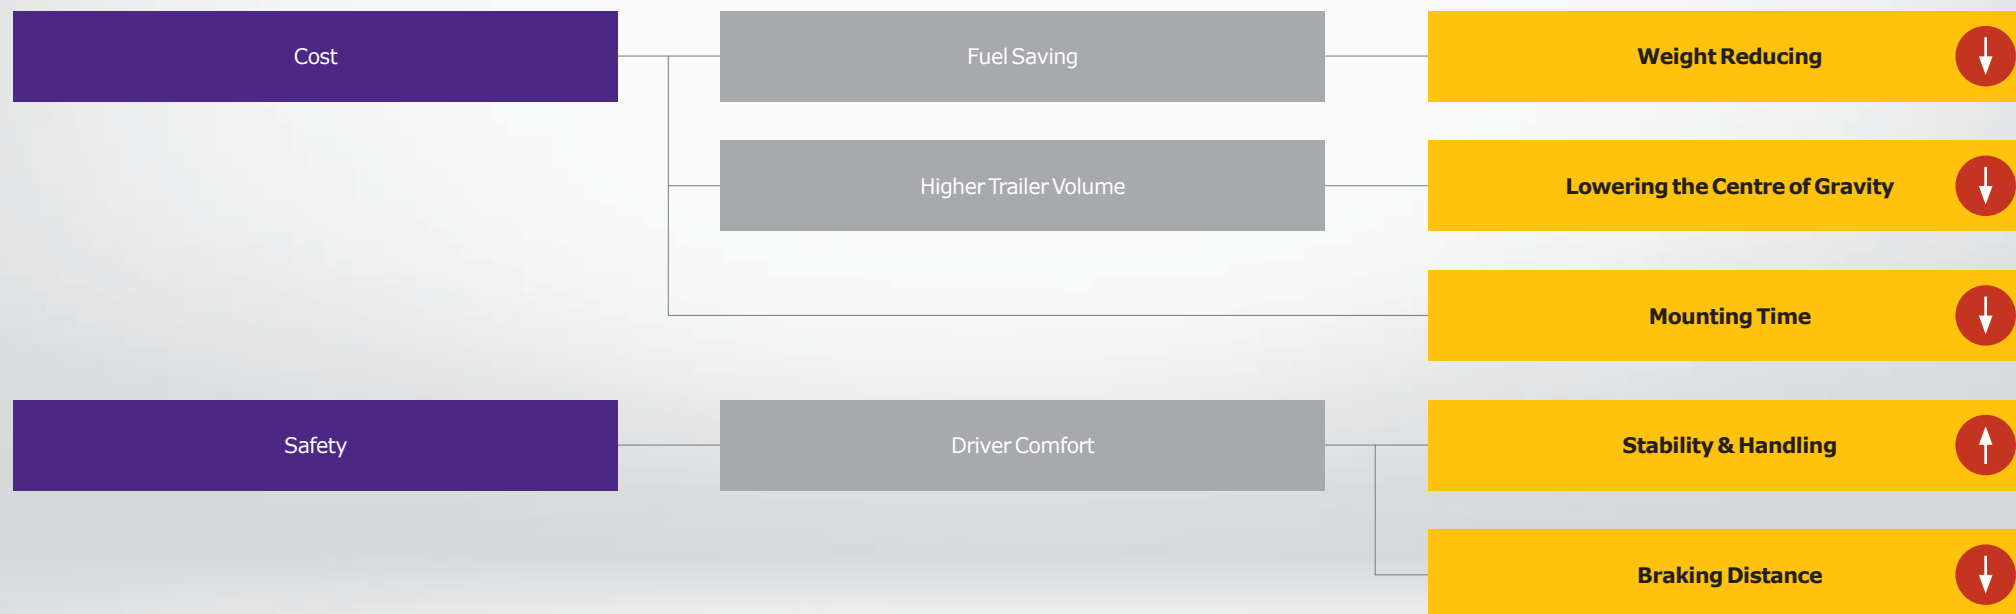 Cost
Fuel Saving
Weight Reducing
Higher Trailer Volume
Lowering the Centre of Gravity
Mounting Time
Safety
Driver Comfort
Stability & Handling
Braking Distance